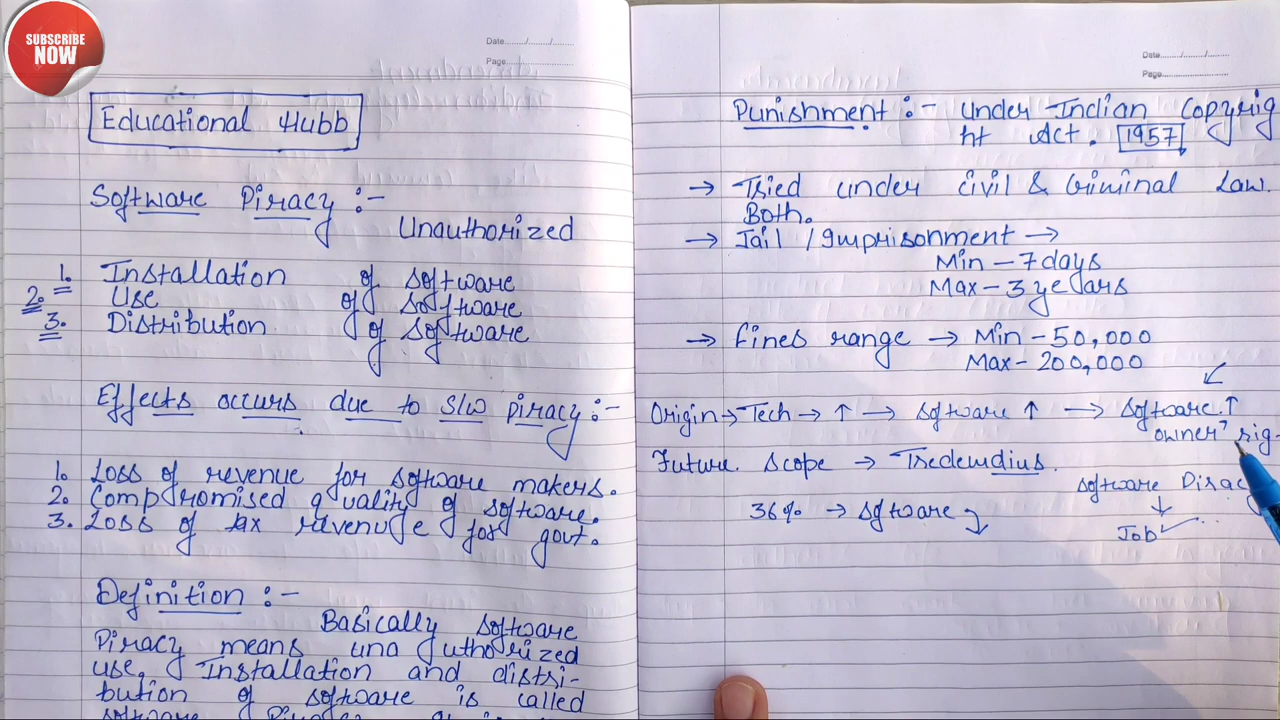 SUBSCRIBE
NOW
Date......./......./.......
Page.......................
Educational Hubb
Software Piracy :-
Unauthorized
1. Installation of software
2. Use of software
3. Distribution of software
Effects occurs due to S/W piracy :-
1. Loss of revenue for software makers.
2. Compromised quality of software.
3. Loss of tax revenue for govt.
Definition :-
Basically software
Piracy means unauthorized
use, Installation and distri-
bution of software is called
software
Date......./......./.......
Page.......................
Punishment :- under Indian Copyrig
ht Act. 1957
→ Tried under civil & Criminal Law.
Both.
→ Jail / Imprisonment →
Min - 7 days
Max - 3 years
→ fines range → Min - 50,000
Max - 200,000
Origin → Tech → ↑ → software ↑ → software ↑
owner rig-
Future scope →
software Pirac
36% → software
Job